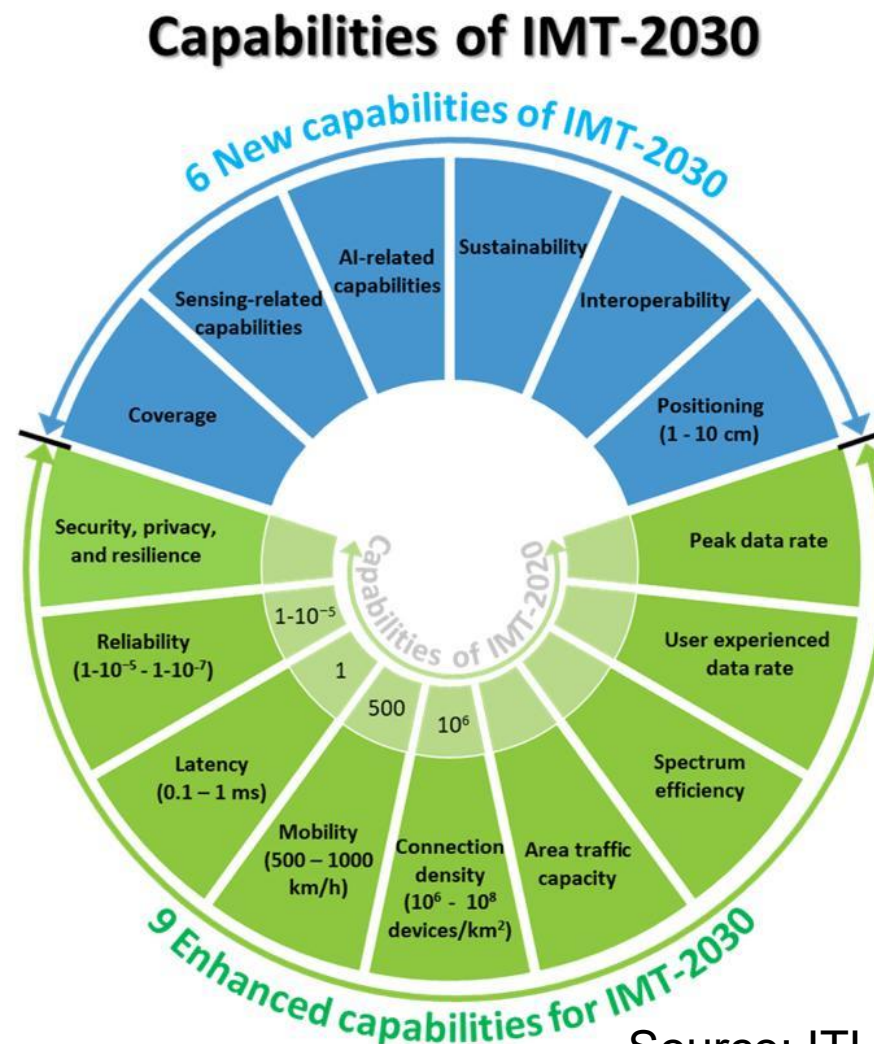 Capabilities of IMT-2030
6 New capabilities of IMT-2030
Coverage
Sensing-related
capabilities
AI-related
capabilities
Sustainability
Interoperability
Positioning
(1 - 10 cm)
Peak data rate
User experienced
data rate
Spectrum
efficiency
Area traffic
capacity
Connection
density
(10⁶ - 10⁸
devices/km²)
Mobility
(500 – 1000
km/h)
Latency
(0.1 – 1 ms)
Reliability
(1-10⁻⁵ - 1-10⁻⁷)
Security, privacy,
and resilience
1-10⁻⁵
1
500
10⁶
Capabilities of IMT-2020
9 Enhanced capabilities for IMT-2030
Source: